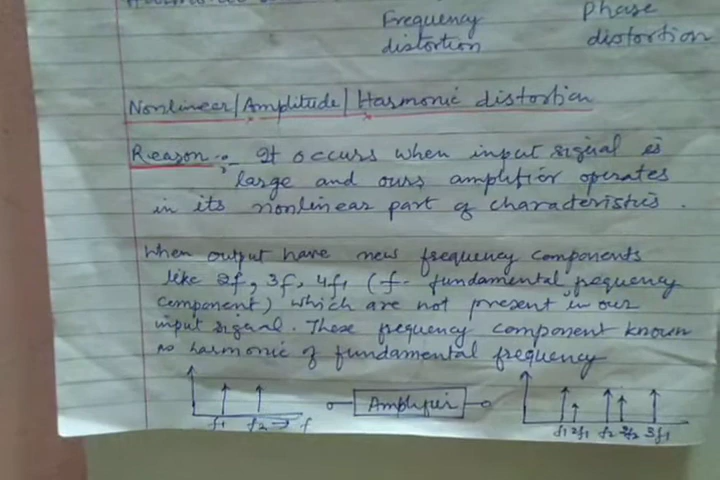 Frequency Phase
distortion distortion
Nonlinear/Amplitude/Harmonic distortion
Reason :- It occurs when input signal is
large and ours amplifier operates
in its nonlinear part of characteristics.
When output have new frequency components
like 2f, 3f, 4f, (f- fundamental frequency
component) which are not present in our
input signal. These frequency component known
as harmonic of fundamental frequency
Amplifier
f1 f2 → f f1 2f1 f2 2f2 3f1